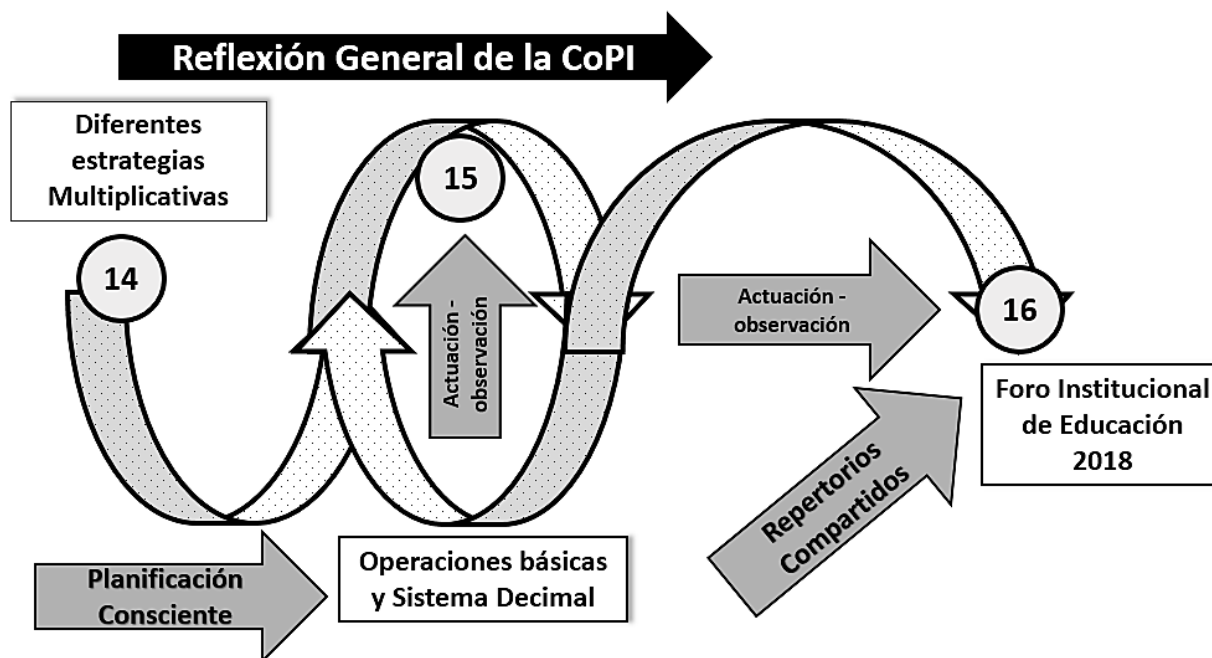 Reflexión General de la CoPI
Diferentes
estrategias
Multiplicativas
14
15
Actuación -
observación
Actuación -
observación
16
Foro Institucional
de Educación
2018
Repertorios
Compartidos
Operaciones básicas
y Sistema Decimal
Planificación
Consciente